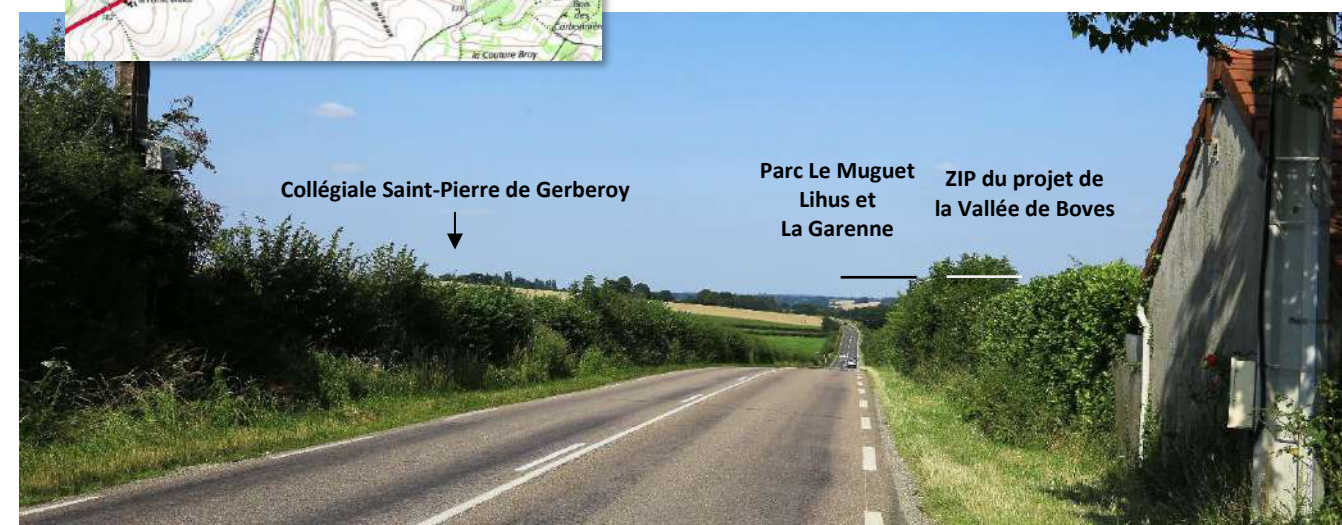 des
la Couture Broy
Collégiale Saint-Pierre de Gerberoy
Parc Le Muguet
Lihus et
La Garenne
ZIP du projet de
la Vallée de Boves